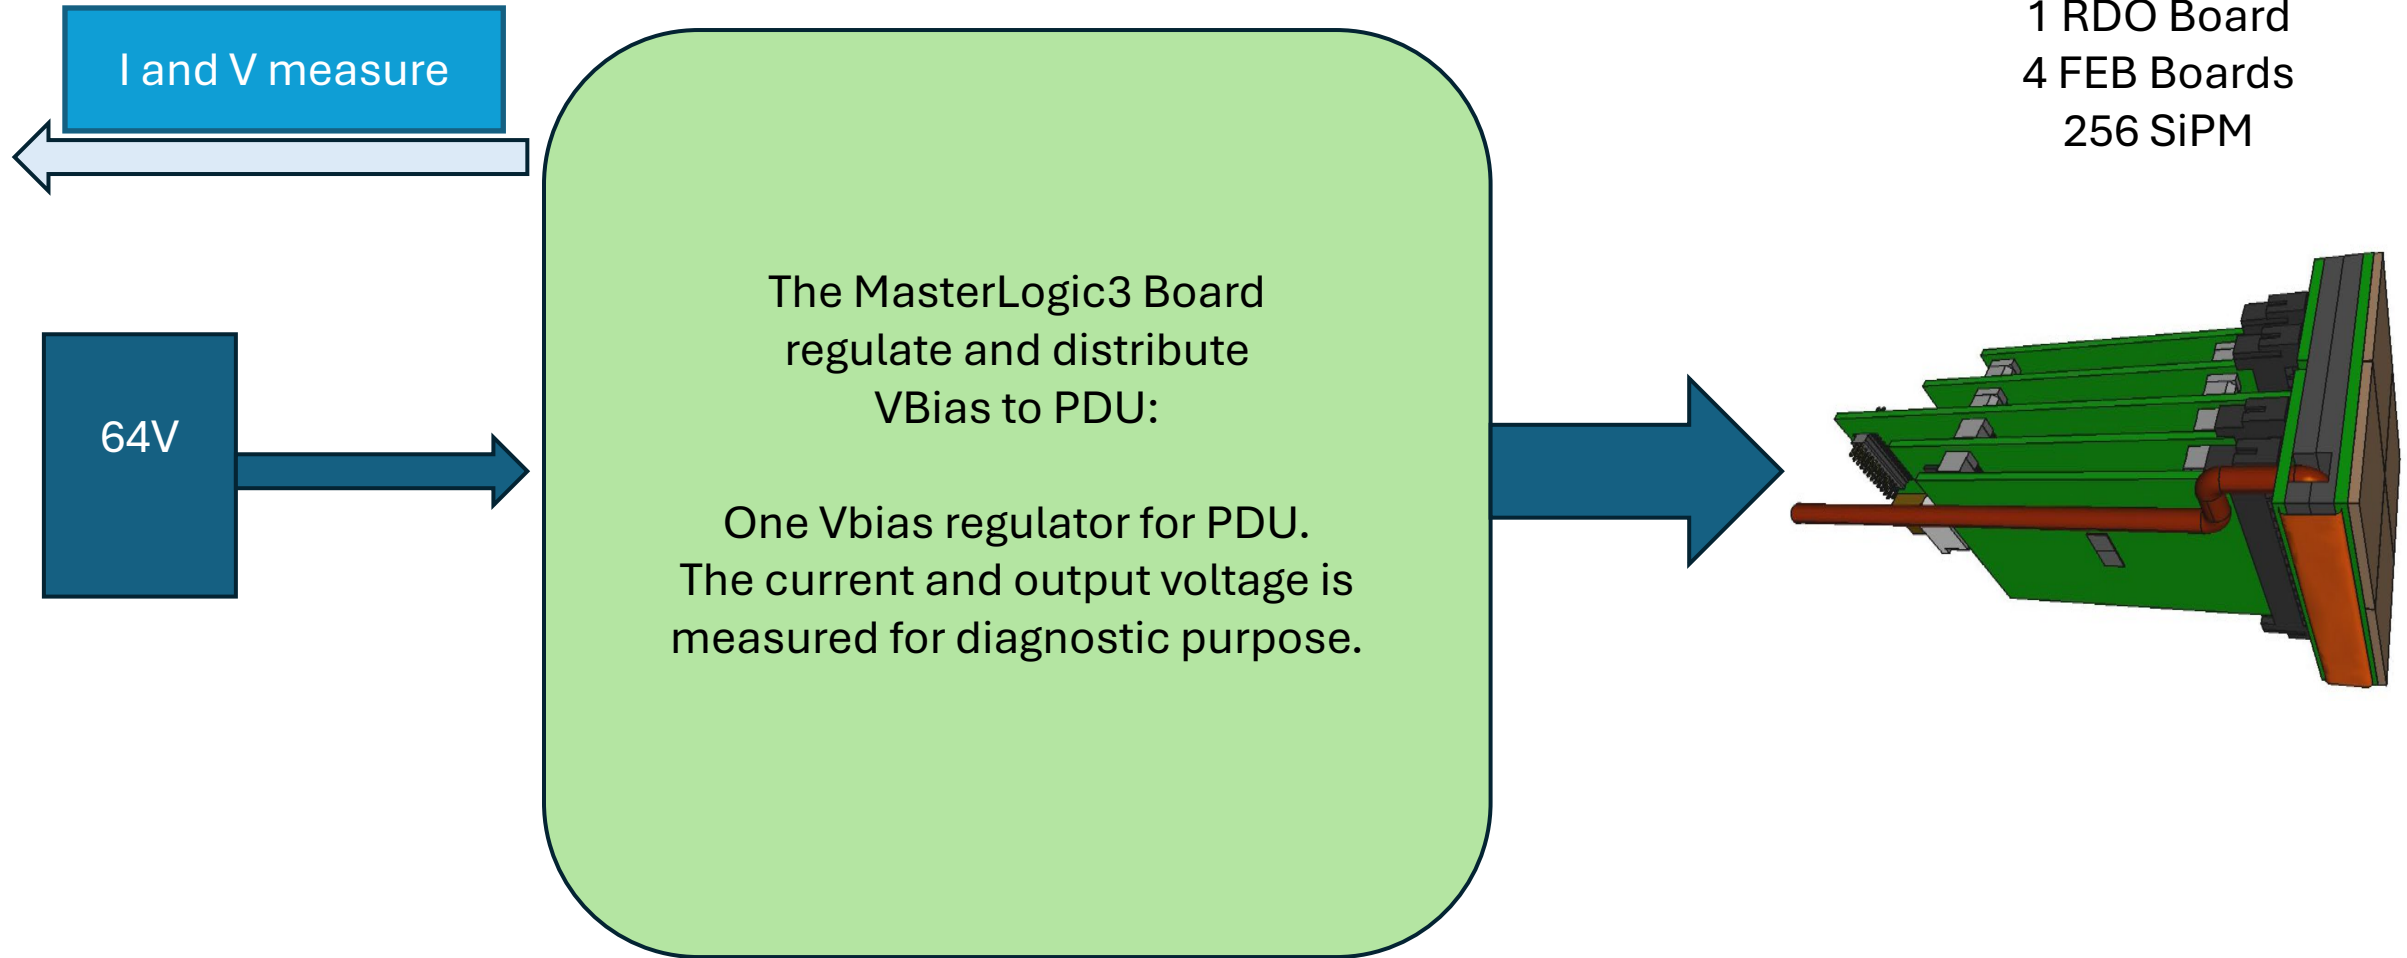 I and V measure
64V
The MasterLogic3 Board
regulate and distribute
VBias to PDU:
One Vbias regulator for PDU.
The current and output voltage is
measured for diagnostic purpose.
1 RDO Board
4 FEB Boards
256 SiPM